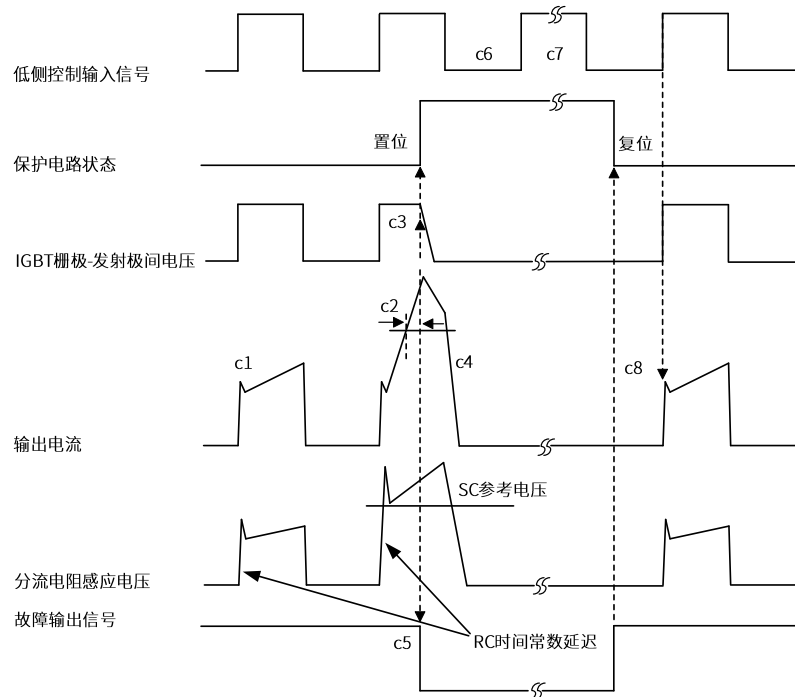 c6
c7
低侧控制输入信号
置位
复位
保护电路状态
c3
IGBT栅极-发射极间电压
c2
c1
c4
c8
输出电流
SC参考电压
分流电阻感应电压
故障输出信号
c5
RC时间常数延迟